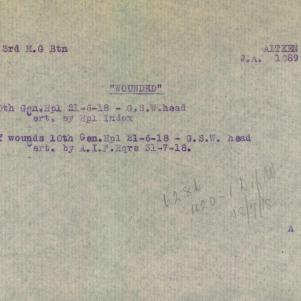 3rd M.G Btn AITKEN
J.A. 1089
"WOUNDED"
0th Gen.Hpl 21-6-18 - G.S.W.head
ert. by Hpl Index
f wounds 10th Gen.Hpl 21-6-18 - G.S.W. head
ert. by A.I.F.Hqrs 31-7-18.
A